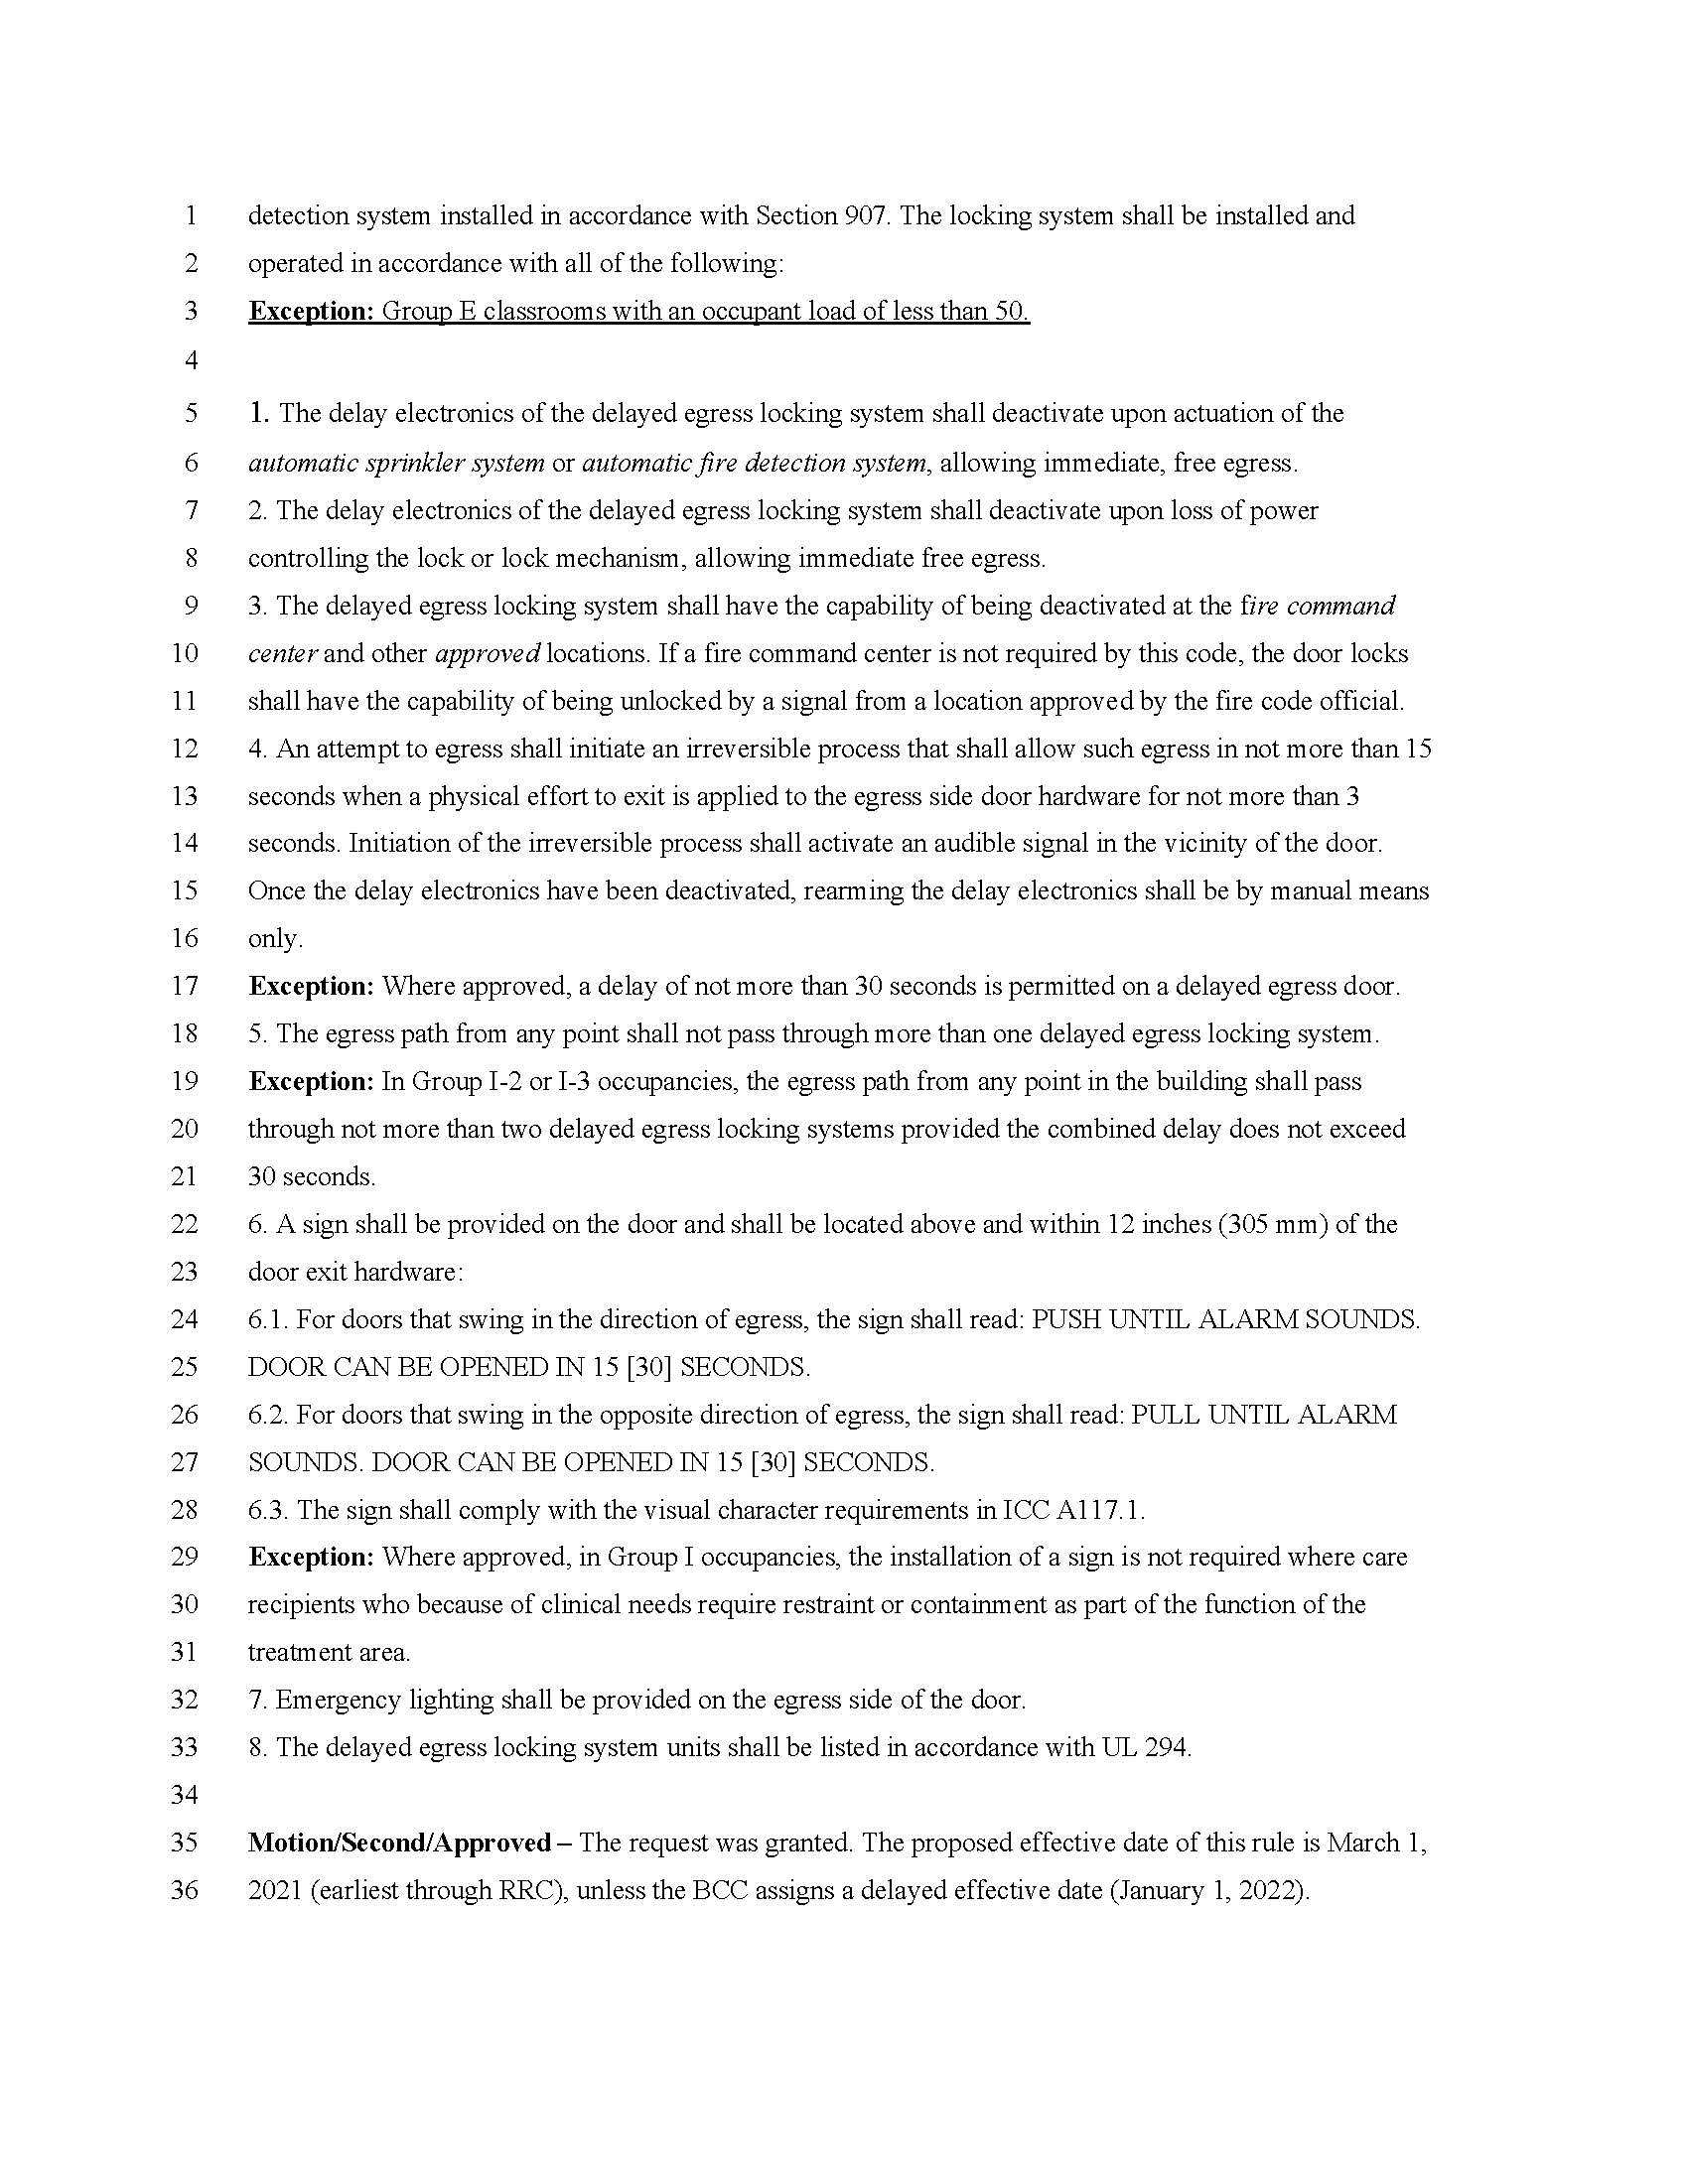 1 detection system installed in accordance with Section 907. The locking system shall be installed and
2 operated in accordance with all of the following:
3 Exception: Group E classrooms with an occupant load of less than 50.
4
5 1. The delay electronics of the delayed egress locking system shall deactivate upon actuation of the
6 automatic sprinkler system or automatic fire detection system, allowing immediate, free egress.
7 2. The delay electronics of the delayed egress locking system shall deactivate upon loss of power
8 controlling the lock or lock mechanism, allowing immediate free egress.
9 3. The delayed egress locking system shall have the capability of being deactivated at the fire command
10 center and other approved locations. If a fire command center is not required by this code, the door locks
11 shall have the capability of being unlocked by a signal from a location approved by the fire code official.
12 4. An attempt to egress shall initiate an irreversible process that shall allow such egress in not more than 15
13 seconds when a physical effort to exit is applied to the egress side door hardware for not more than 3
14 seconds. Initiation of the irreversible process shall activate an audible signal in the vicinity of the door.
15 Once the delay electronics have been deactivated, rearming the delay electronics shall be by manual means
16 only.
17 Exception: Where approved, a delay of not more than 30 seconds is permitted on a delayed egress door.
18 5. The egress path from any point shall not pass through more than one delayed egress locking system.
19 Exception: In Group I-2 or I-3 occupancies, the egress path from any point in the building shall pass
20 through not more than two delayed egress locking systems provided the combined delay does not exceed
21 30 seconds.
22 6. A sign shall be provided on the door and shall be located above and within 12 inches (305 mm) of the
23 door exit hardware:
24 6.1. For doors that swing in the direction of egress, the sign shall read: PUSH UNTIL ALARM SOUNDS.
25 DOOR CAN BE OPENED IN 15 [30] SECONDS.
26 6.2. For doors that swing in the opposite direction of egress, the sign shall read: PULL UNTIL ALARM
27 SOUNDS. DOOR CAN BE OPENED IN 15 [30] SECONDS.
28 6.3. The sign shall comply with the visual character requirements in ICC A117.1.
29 Exception: Where approved, in Group I occupancies, the installation of a sign is not required where care
30 recipients who because of clinical needs require restraint or containment as part of the function of the
31 treatment area.
32 7. Emergency lighting shall be provided on the egress side of the door.
33 8. The delayed egress locking system units shall be listed in accordance with UL 294.
34
35 Motion/Second/Approved – The request was granted. The proposed effective date of this rule is March 1,
36 2021 (earliest through RRC), unless the BCC assigns a delayed effective date (January 1, 2022).